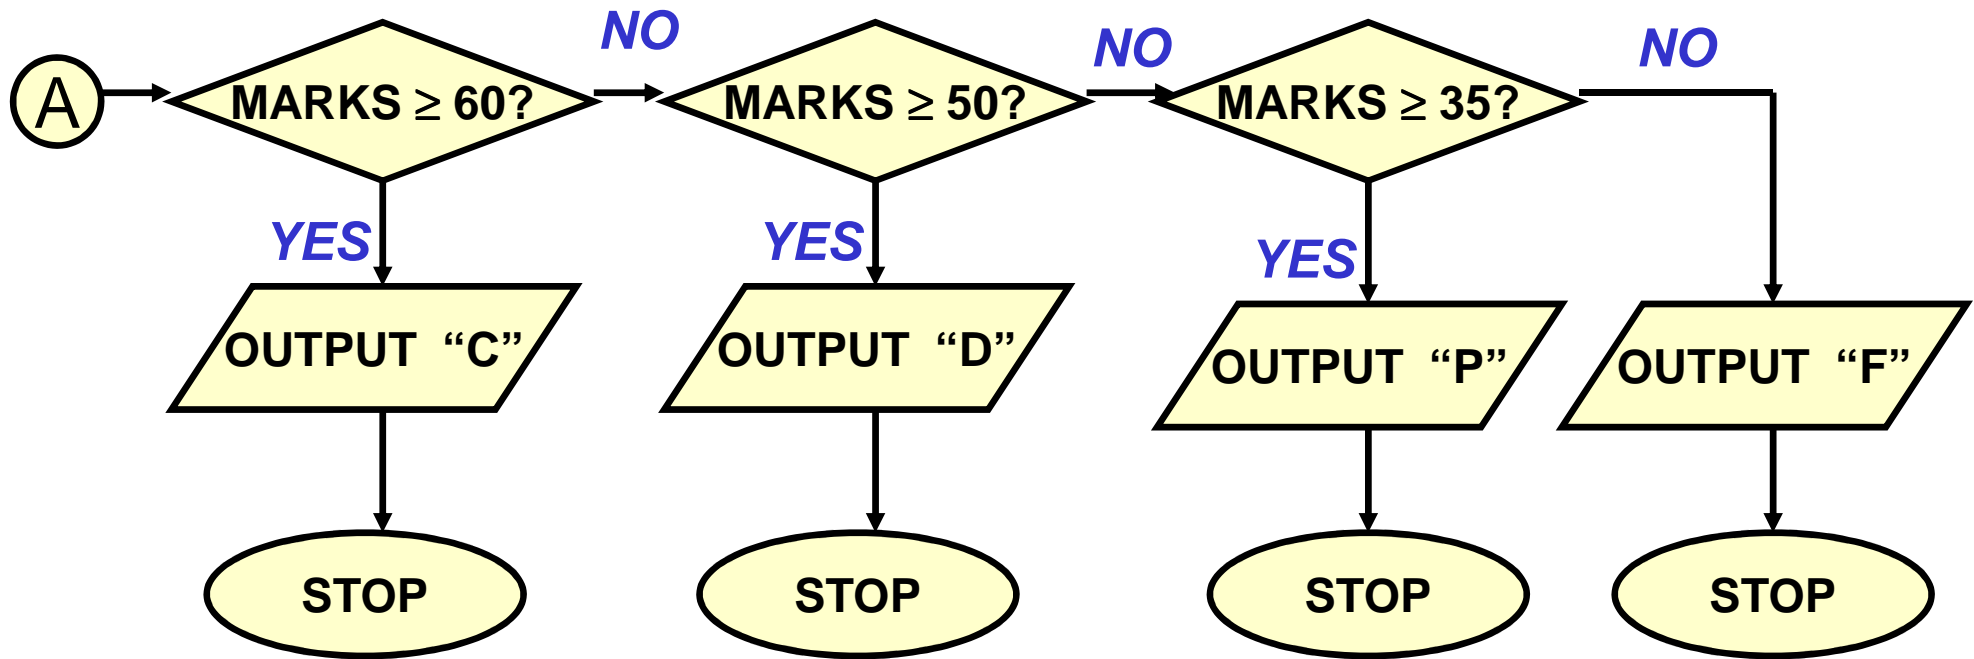 A
MARKS ≥ 60?
NO
MARKS ≥ 50?
NO
MARKS ≥ 35?
NO
YES
YES
YES
OUTPUT “C”
OUTPUT “D”
OUTPUT “P”
OUTPUT “F”
STOP
STOP
STOP
STOP